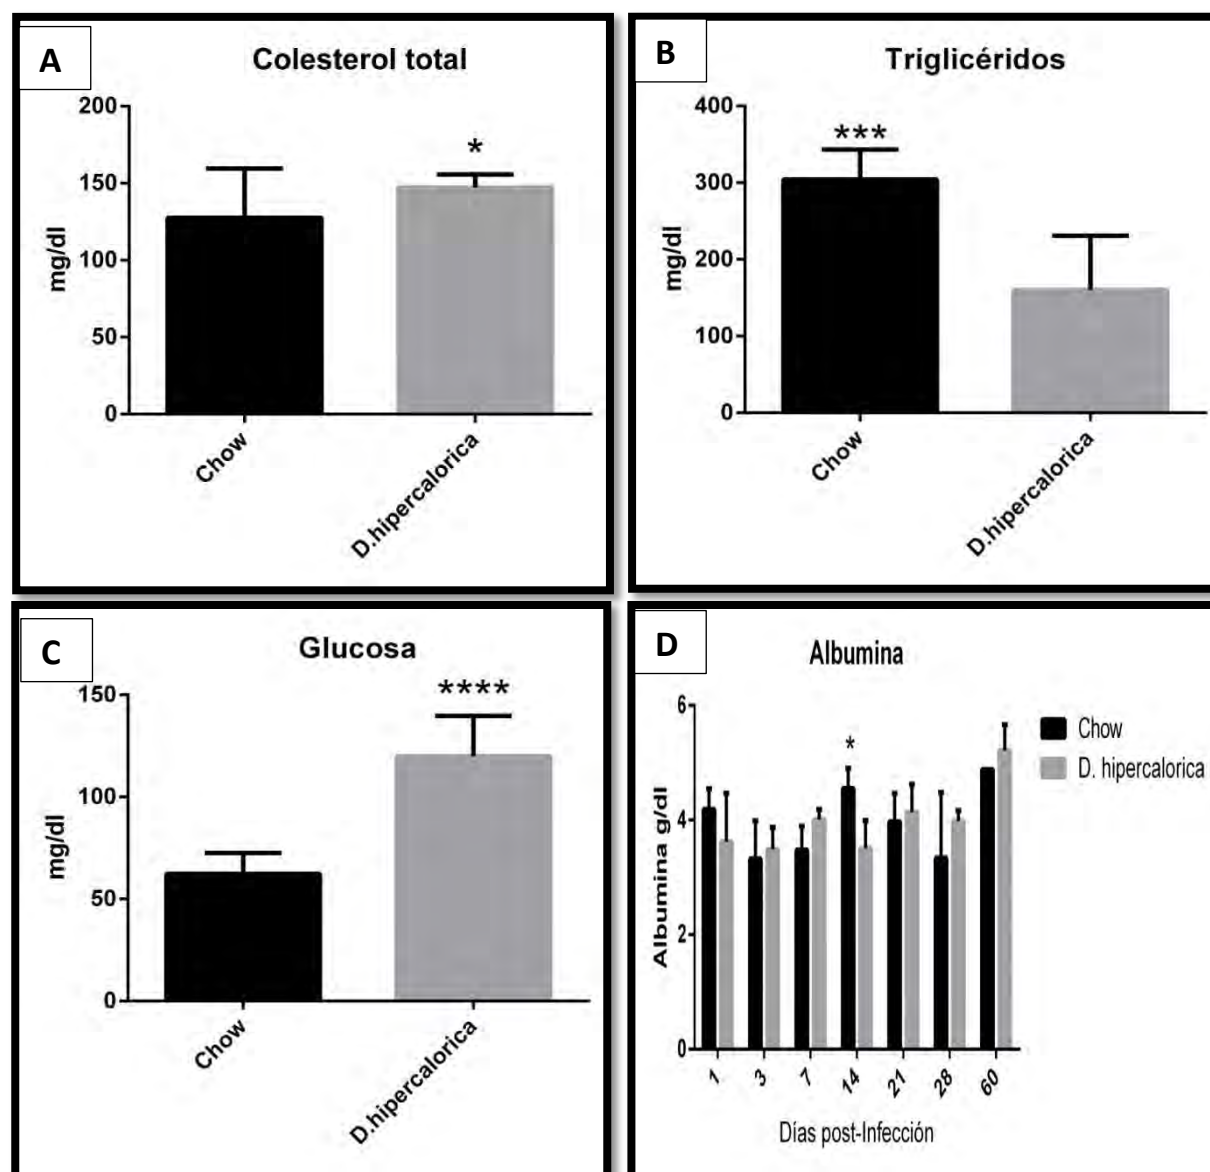 A
Colesterol total
200
150
100
50
0
mg/dl
*
Chow
D.hipercalorica
B
Triglicéridos
400
300
200
100
0
mg/dl
***
Chow
D.hipercalorica
C
Glucosa
150
100
50
0
mg/dl
****
Chow
D.hipercalorica
D
Albumina
6
4
2
0
Albumina g/dl
*
Chow
D. hipercalorica
1 3 7 14 21 28 60
Días post-Infección